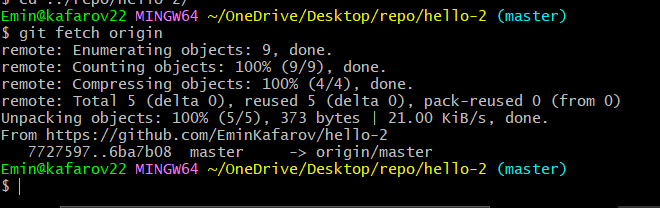 $ cd ../repo/hello-2/
Emin@kafarov22 MINGW64 ~/OneDrive/Desktop/repo/hello-2 (master)
$ git fetch origin
remote: Enumerating objects: 9, done.
remote: Counting objects: 100% (9/9), done.
remote: Compressing objects: 100% (4/4), done.
remote: Total 5 (delta 0), reused 5 (delta 0), pack-reused 0 (from 0)
Unpacking objects: 100% (5/5), 373 bytes | 21.00 KiB/s, done.
From https://github.com/EminKafarov/hello-2
   7727597..6ba7b08  master     -> origin/master
Emin@kafarov22 MINGW64 ~/OneDrive/Desktop/repo/hello-2 (master)
$